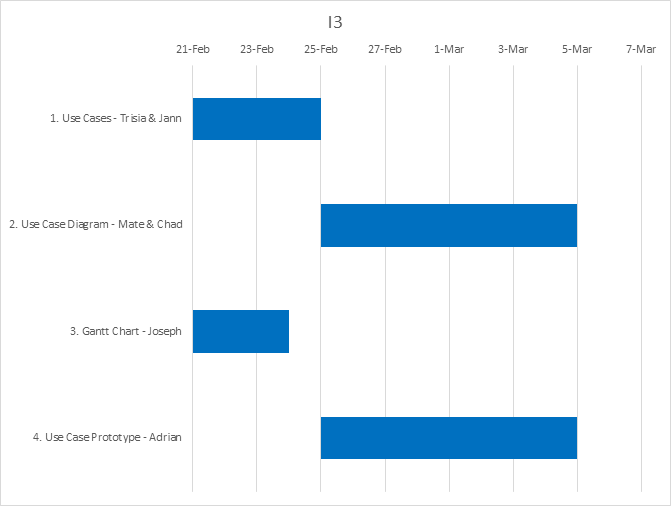 I3
21-Feb 23-Feb 25-Feb 27-Feb 1-Mar 3-Mar 5-Mar 7-Mar
1. Use Cases - Trisia & Jann
2. Use Case Diagram - Mate & Chad
3. Gantt Chart - Joseph
4. Use Case Prototype - Adrian